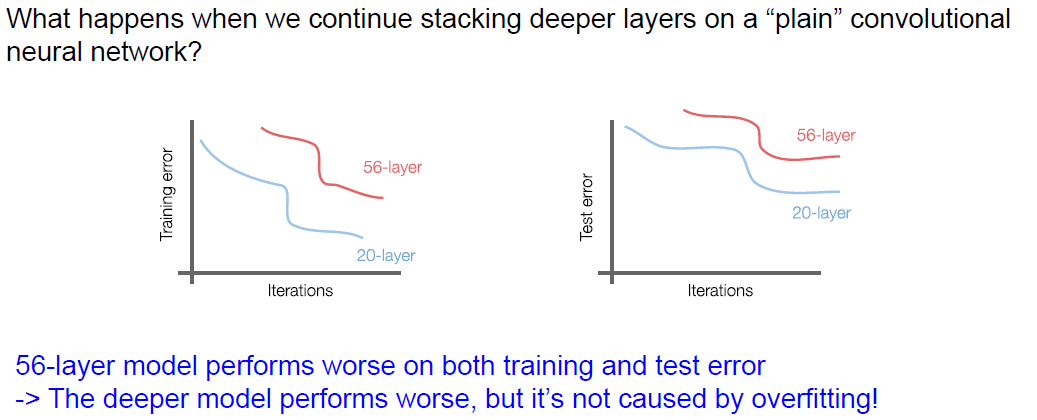 What happens when we continue stacking deeper layers on a “plain” convolutional
neural network?
Training error
56-layer
20-layer
Iterations
Test error
56-layer
20-layer
Iterations
56-layer model performs worse on both training and test error
-> The deeper model performs worse, but it’s not caused by overfitting!